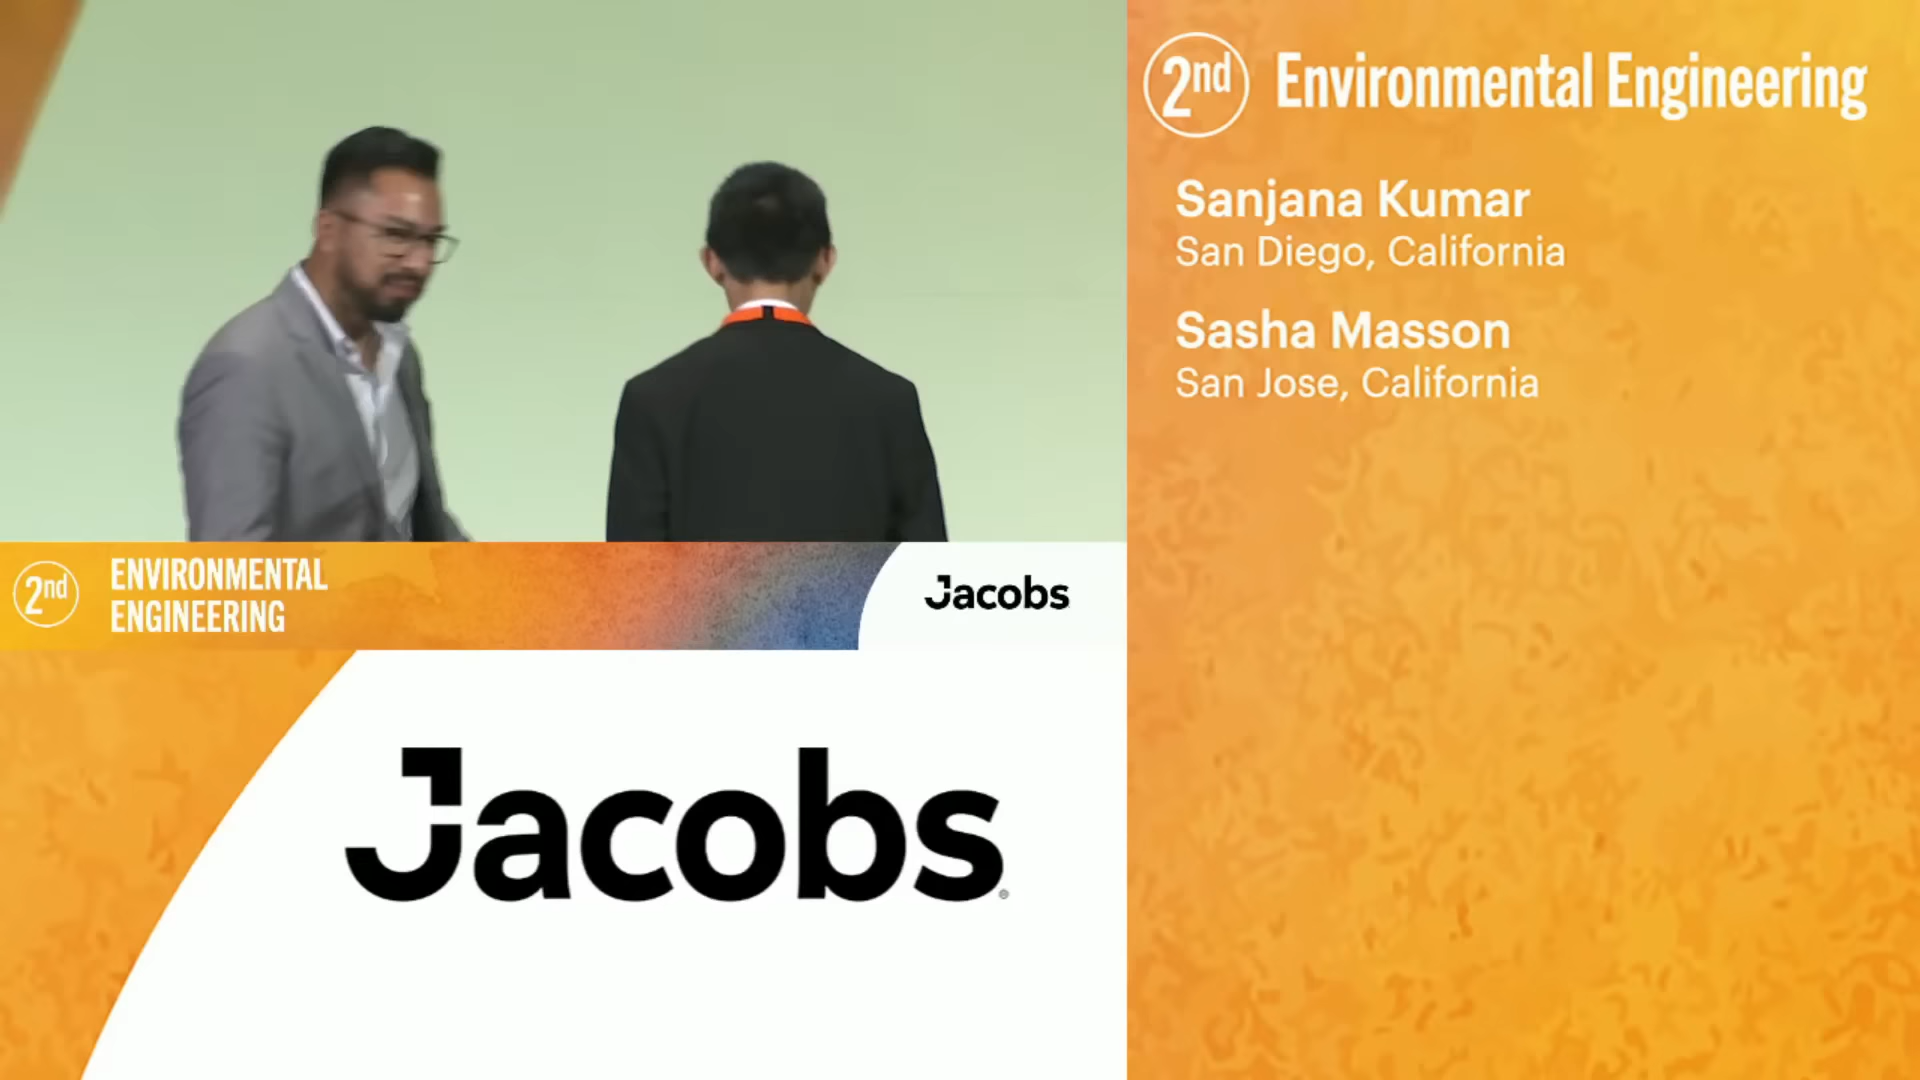 2nd Environmental Engineering
Sanjana Kumar
San Diego, California
Sasha Masson
San Jose, California
2nd
ENVIRONMENTAL
ENGINEERING
Jacobs
Jacobs®